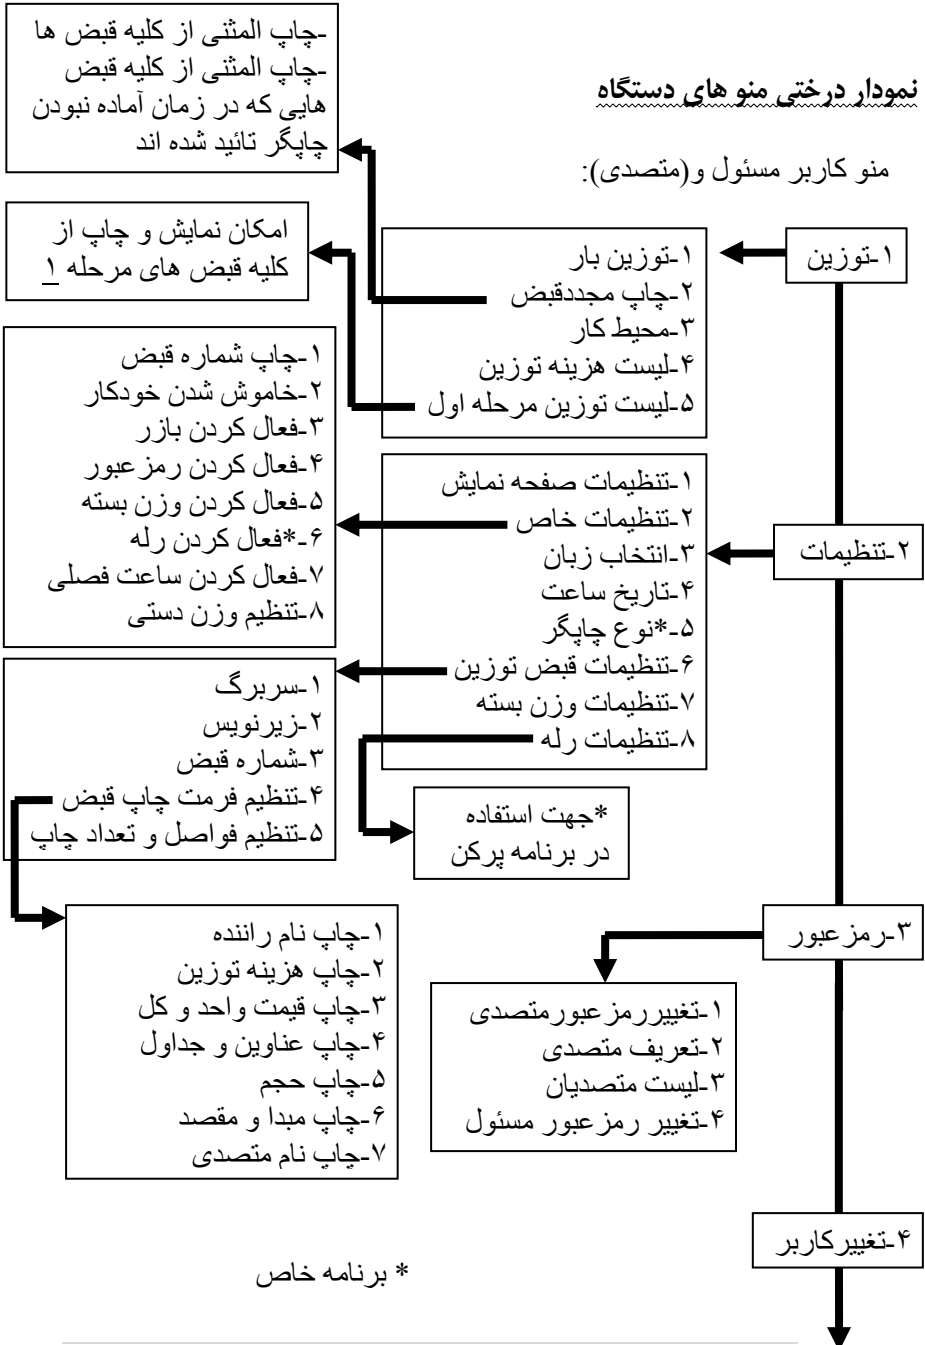 نمودار درختی منو های دستگاه
منو کاربر مسئول و(متصدی):
۱-توزین
۱-توزین بار
۲-چاپ مجددقبض
۳-محیط کار
۴-لیست هزینه توزین
۵-لیست توزین مرحله اول
-چاپ المثنی از کلیه قبض ها
-چاپ المثنی از کلیه قبض
هایی که در زمان آماده نبودن
چاپگر تائید شده اند
امکان نمایش و چاپ از
کلیه قبض های مرحله ۱
۲-تنظیمات
۱-تنظیمات صفحه نمایش
۲-تنظیمات خاص
۳-انتخاب زبان
۴-تاریخ ساعت
۵-*نوع چاپگر
۶-تنظیمات قبض توزین
۷-تنظیمات وزن بسته
۸-تنظیمات رله
۱-چاپ شماره قبض
۲-خاموش شدن خودکار
۳-فعال کردن بازر
۴-فعال کردن رمزعبور
۵-فعال کردن وزن بسته
۶-*فعال کردن رله
۷-فعال کردن ساعت فصلی
۸-تنظیم وزن دستی
۱-سربرگ
۲-زیرنویس
۳-شماره قبض
۴-تنظیم فرمت چاپ قبض
۵-تنظیم فواصل و تعداد چاپ
*جهت استفاده
در برنامه پرکن
۱-چاپ نام راننده
۲-چاپ هزینه توزین
۳-چاپ قیمت واحد و کل
۴-چاپ عناوین و جداول
۵-چاپ حجم
۶-چاپ مبدا و مقصد
۷-چاپ نام متصدی
۳-رمزعبور
۱-تغییررمزعبورمتصدی
۲-تعریف متصدی
۳-لیست متصدیان
۴-تغییر رمزعبور مسئول
۴-تغییرکاربر
* برنامه خاص